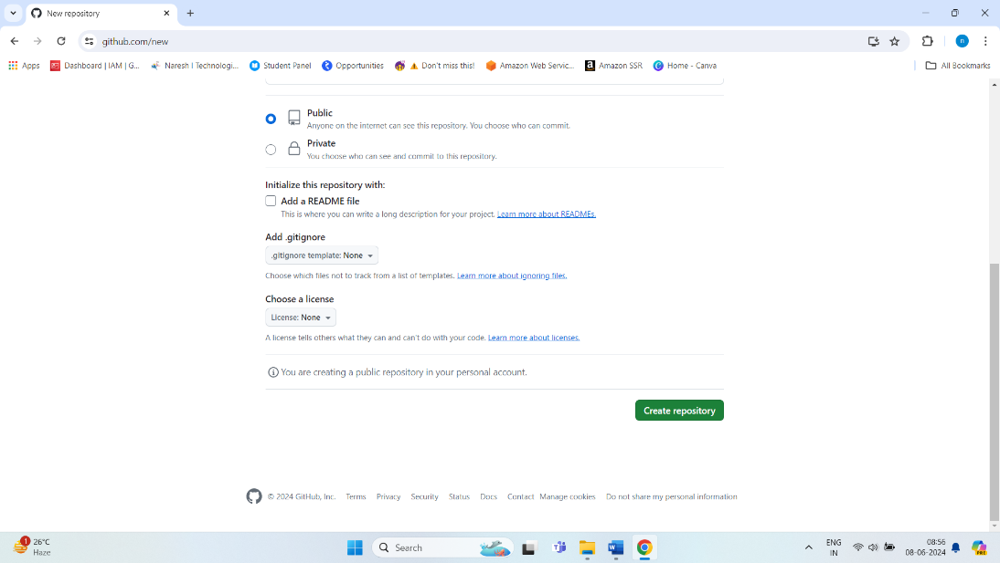 New repository
github.com/new
Apps
Dashboard | IAM | G...
Naresh i Technologi...
Student Panel
Opportunities
Don't miss this!
Amazon Web Servic...
Amazon SSR
Home - Canva
All Bookmarks
Public
Anyone on the internet can see this repository. You choose who can commit.
Private
You choose who can see and commit to this repository.
Initialize this repository with:
Add a README file
This is where you can write a long description for your project. Learn more about READMEs.
Add .gitignore
.gitignore template: None
Choose which files not to track from a list of templates. Learn more about ignoring files.
Choose a license
License: None
A license tells others what they can and can't do with your code. Learn more about licenses.
You are creating a public repository in your personal account.
Create repository
© 2024 GitHub, Inc. Terms Privacy Security Status Docs Contact Manage cookies Do not share my personal information
1
26°C
Haze
Search
ENG
IN
08:56
08-06-2024
PRE